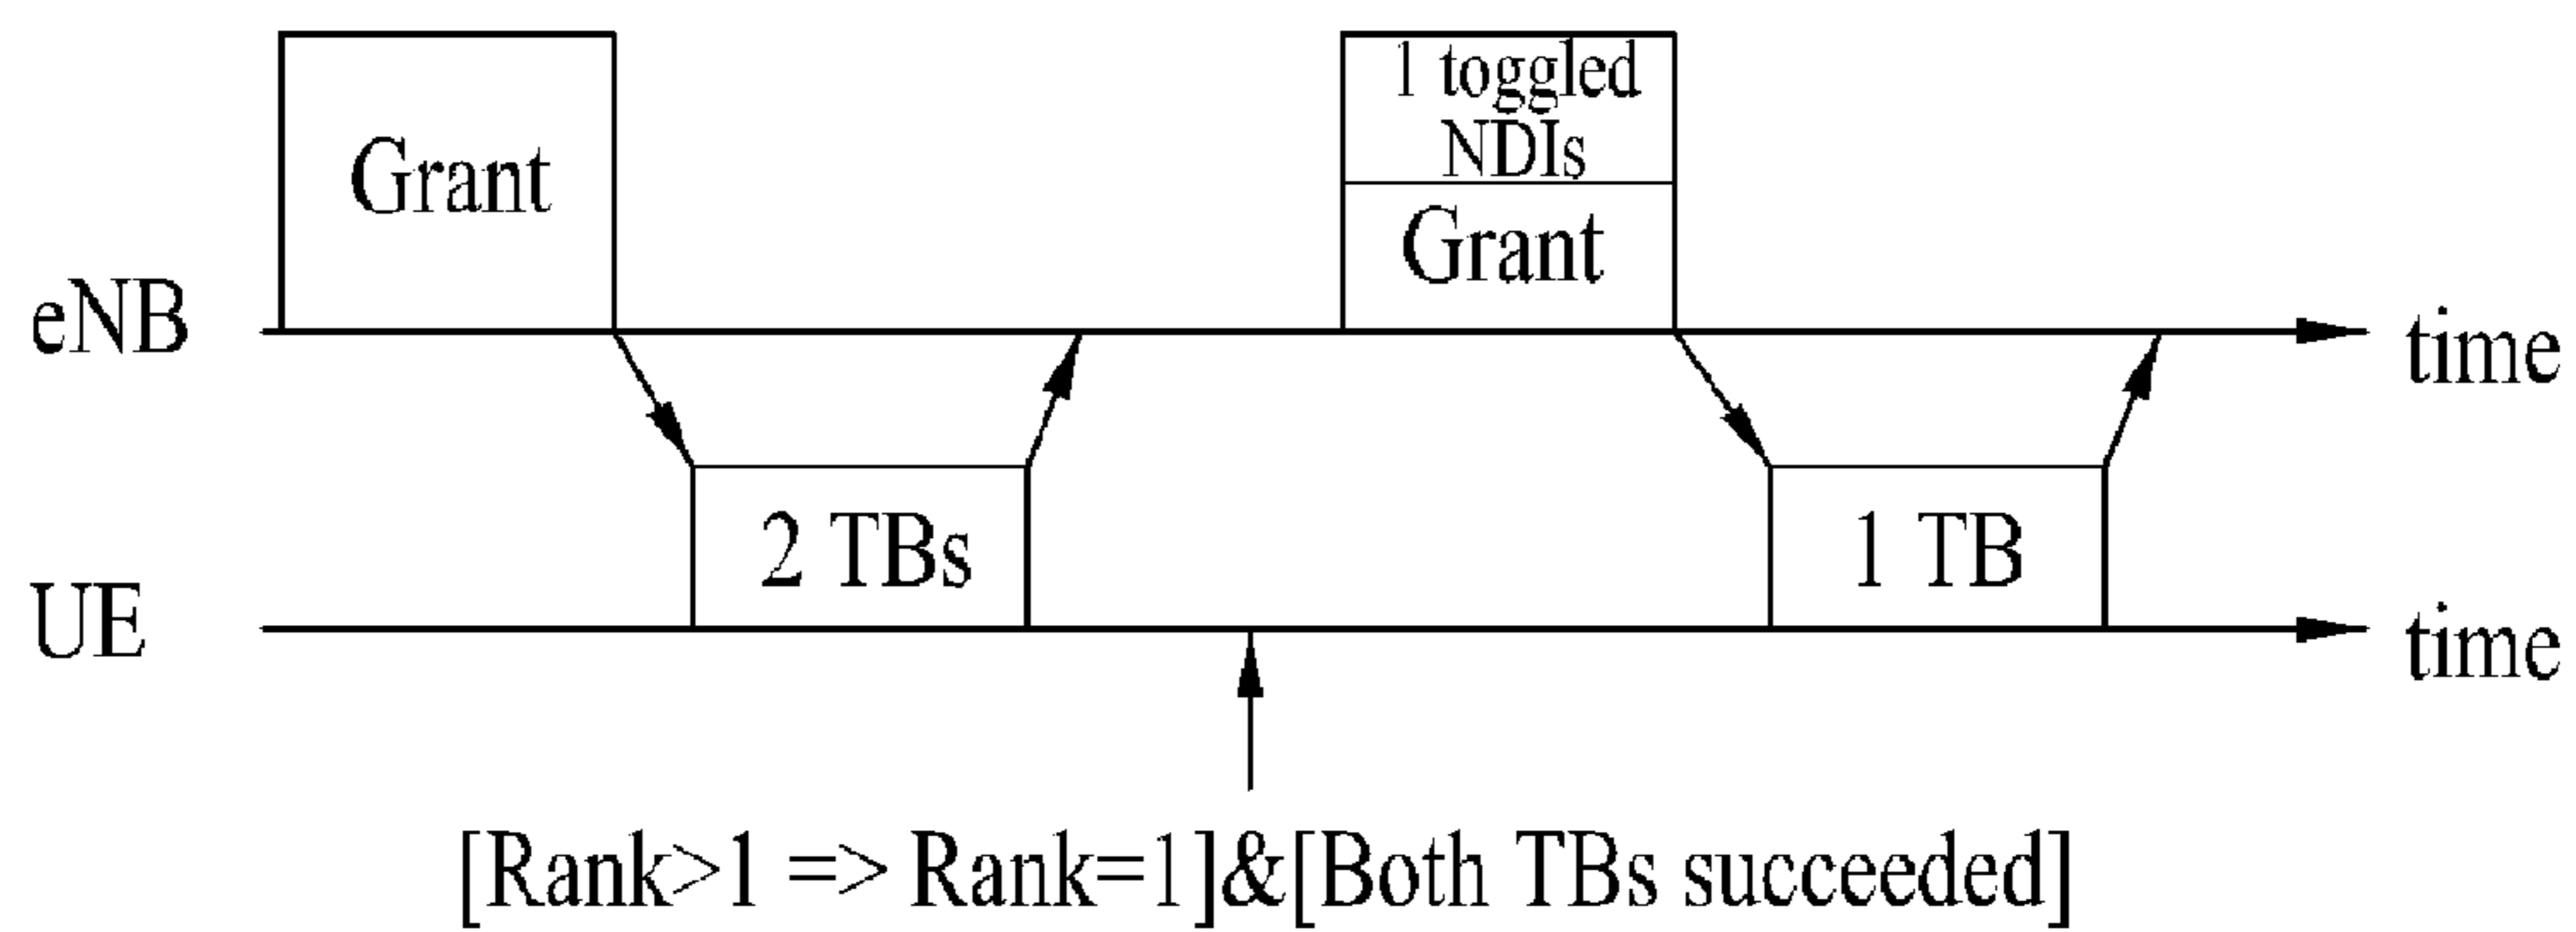 1 toggled
NDIs
Grant
Grant
eNB
time
2 TBs
1 TB
UE
time
[Rank>1 => Rank=1]&[Both TBs succeeded]